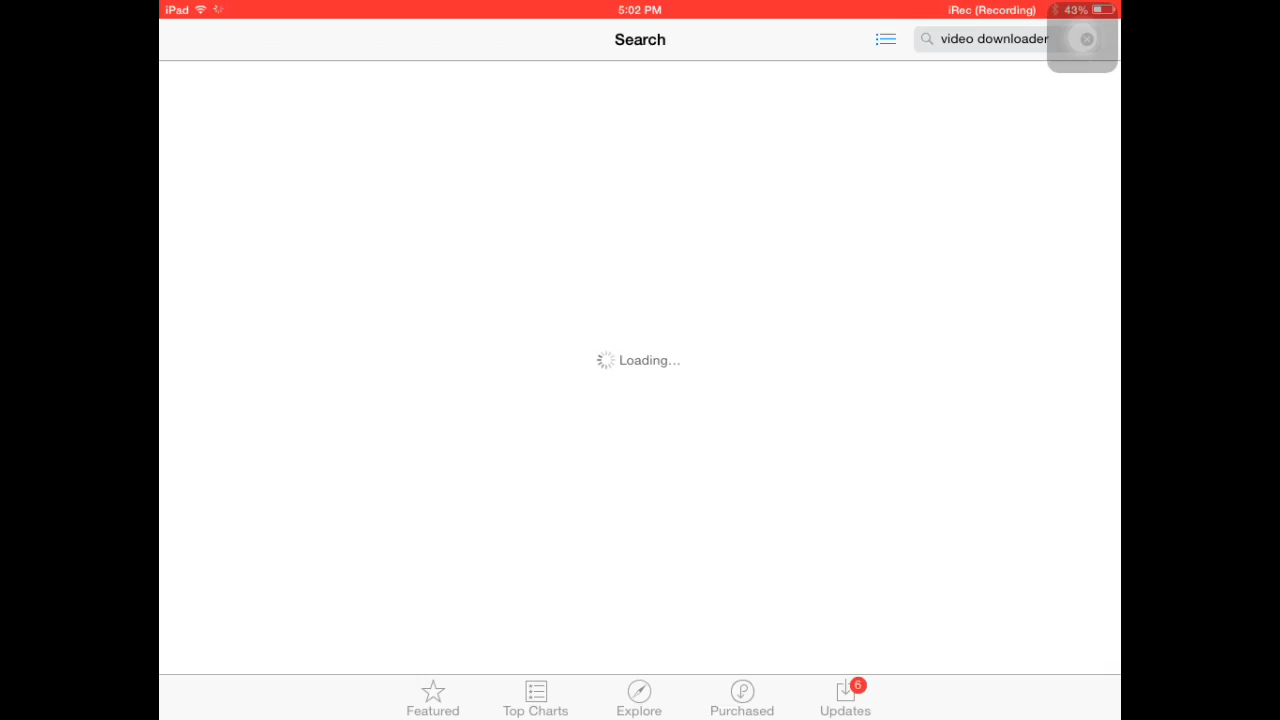 iPad 5:02 PM iRec (Recording) 43%
Search video downloader
Loading...
Featured Top Charts Explore Purchased Updates
6